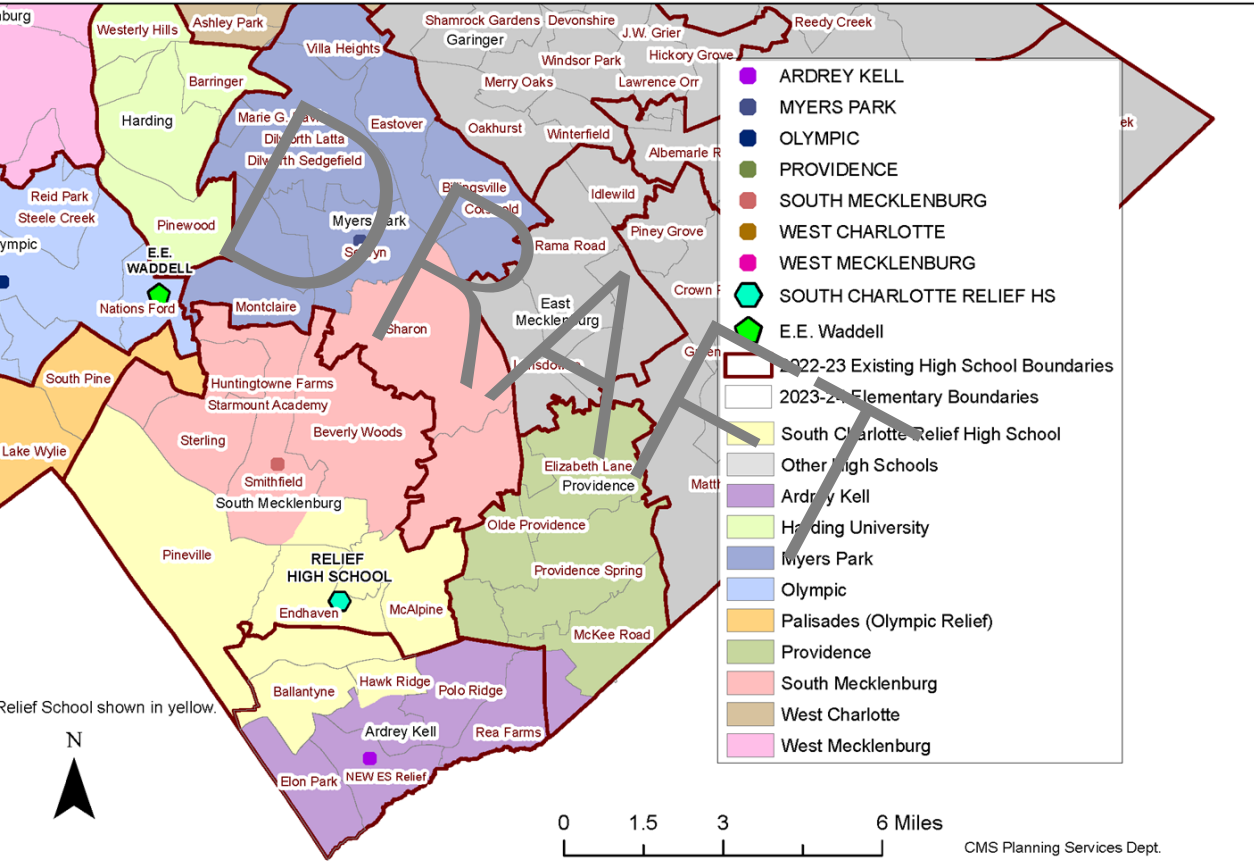 nburg
Westerly Hills
Ashley Park
Shamrock Gardens
Devonshire
Reedy Creek
Garinger
J.W. Grier
Villa Heights
Hickory Grove
Windsor Park
Barringer
Merry Oaks
Lawrence Orr
Harding
Marie G.
Eastover
Oakhurst
Winterfield
ek
Dilworth Latta
Albemarle R
Dilworth Sedgefield
Reid Park
Billingsville
Idlewild
Steele Creek
Cotswold
Pinewood
Myers Park
Piney Grove
ympic
Selwyn
Rama Road
E.E.
WADDELL
Crown
Nations Ford
Montclaire
East
Mecklenburg
Sharon
Lansdowne
South Pine
Huntingtowne Farms
Starmount Academy
Sterling
Beverly Woods
Lake Wylie
Elizabeth Lane
Smithfield
Providence
Matth
South Mecklenburg
Olde Providence
Pineville
RELIEF
HIGH SCHOOL
Providence Spring
Endhaven
McAlpine
McKee Road
Hawk Ridge
Ballantyne
Polo Ridge
Relief School shown in yellow.
Ardrey Kell
Rea Farms
Elon Park
NEW ES Relief
N
DRAFT
ARDREY KELL
MYERS PARK
OLYMPIC
PROVIDENCE
SOUTH MECKLENBURG
WEST CHARLOTTE
WEST MECKLENBURG
SOUTH CHARLOTTE RELIEF HS
E.E. Waddell
2022-23 Existing High School Boundaries
2023-24 Elementary Boundaries
South Charlotte Relief High School
Other High Schools
Ardrey Kell
Harding University
Myers Park
Olympic
Palisades (Olympic Relief)
Providence
South Mecklenburg
West Charlotte
West Mecklenburg
0 1.5 3 6 Miles
CMS Planning Services Dept.